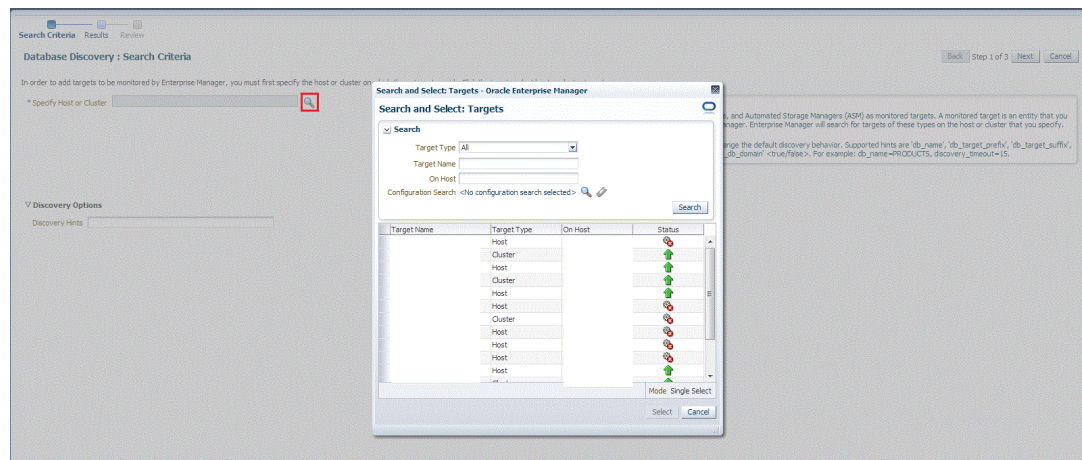 Search Criteria Results Review
Database Discovery : Search Criteria
Back Step 1 of 3 Next Cancel
In order to add targets to be monitored by Enterprise Manager, you must first specify the host or cluster on
* Specify Host or Cluster
, and Automated Storage Managers (ASM) as monitored targets. A monitored target is an entity that you
anager. Enterprise Manager will search for targets of these types on the host or cluster that you specify.
ange the default discovery behavior. Supported hints are 'db_name', 'db_target_prefix', 'db_target_suffix',
_db_domain' <true/false>. For example: db_name=PRODUCTS, discovery_timeout=15.
Discovery Options
Discovery Hints
Search and Select: Targets - Oracle Enterprise Manager
Search and Select: Targets
Search
Target Type All
Target Name
On Host
Configuration Search <No configuration search selected>
Search
Target Name Target Type On Host Status
Host
Cluster
Host
Cluster
Host
Host
Cluster
Host
Host
Host
Host
Mode Single Select
Select Cancel